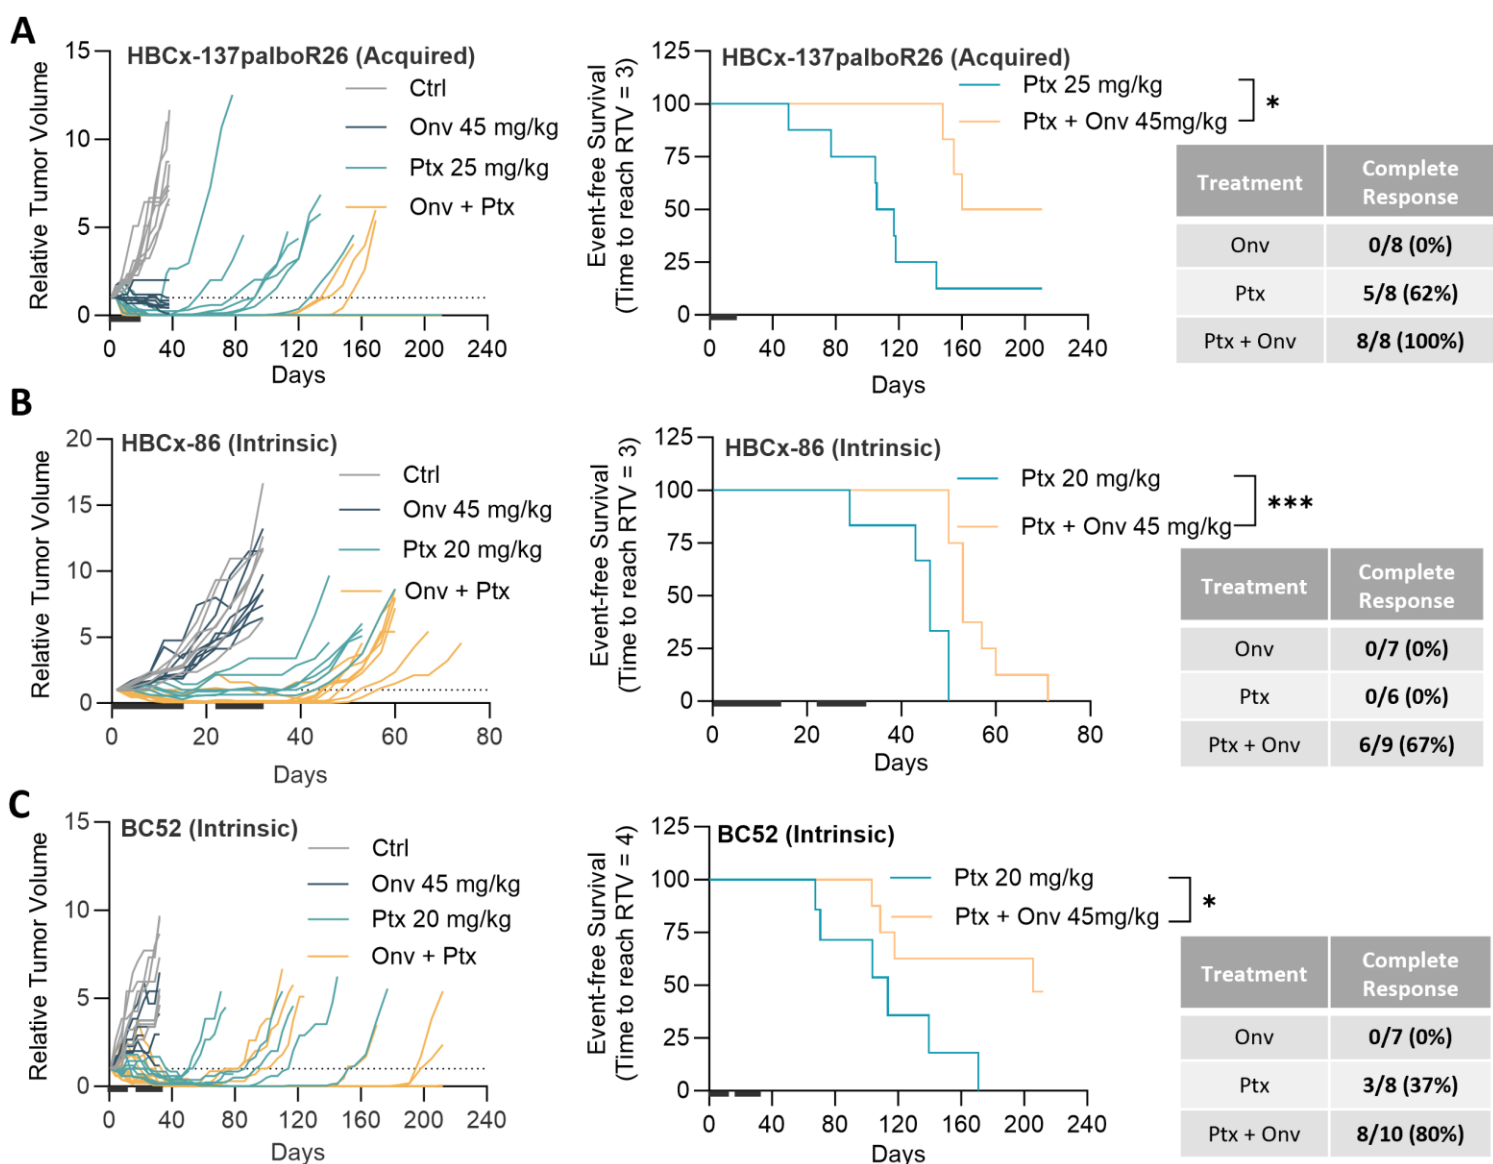 A
HBCx-137palboR26 (Acquired)
Relative Tumor Volume
15
10
5
0
Ctrl
Onv 45 mg/kg
Ptx 25 mg/kg
Onv + Ptx
0 40 80 120 160 200 240
Days
HBCx-137palboR26 (Acquired)
Event-free Survival
(Time to reach RTV = 3)
125
100
75
50
25
0
Ptx 25 mg/kg
Ptx + Onv 45mg/kg
*
0 40 80 120 160 200 240
Days
Treatment Complete
Response
Onv 0/8 (0%)
Ptx 5/8 (62%)
Ptx + Onv 8/8 (100%)
B
HBCx-86 (Intrinsic)
Relative Tumor Volume
20
15
10
5
0
Ctrl
Onv 45 mg/kg
Ptx 20 mg/kg
Onv + Ptx
0 20 40 60 80
Days
HBCx-86 (Intrinsic)
Event-free Survival
(Time to reach RTV = 3)
125
100
75
50
25
0
Ptx 20 mg/kg
Ptx + Onv 45 mg/kg
***
0 20 40 60 80
Days
Treatment Complete
Response
Onv 0/7 (0%)
Ptx 0/6 (0%)
Ptx + Onv 6/9 (67%)
C
BC52 (Intrinsic)
Relative Tumor Volume
15
10
5
0
Ctrl
Onv 45 mg/kg
Ptx 20 mg/kg
Onv + Ptx
0 40 80 120 160 200 240
Days
BC52 (Intrinsic)
Event-free Survival
(Time to reach RTV = 4)
125
100
75
50
25
0
Ptx 20 mg/kg
Ptx + Onv 45mg/kg
*
0 40 80 120 160 200 240
Days
Treatment Complete
Response
Onv 0/7 (0%)
Ptx 3/8 (37%)
Ptx + Onv 8/10 (80%)